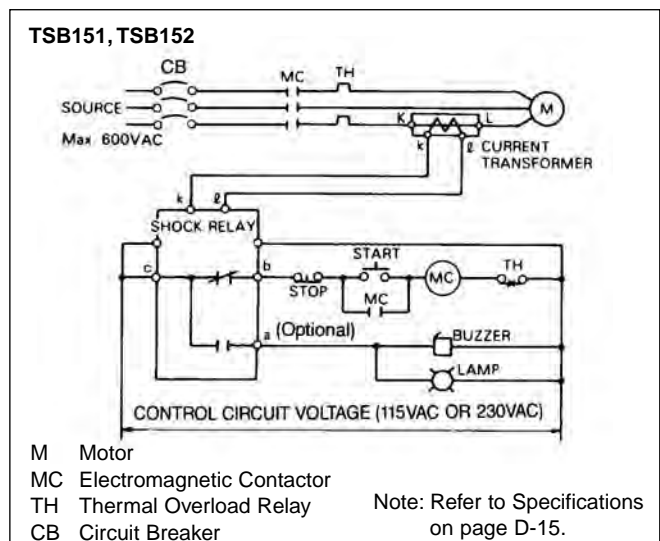 TSB151, TSB152
CB
MC
TH
SOURCE
M
K
L
Max 600VAC
k
ℓ
CURRENT
TRANSFORMER
k
ℓ
SHOCK RELAY
START
c
b
MC
TH
STOP
MC
a (Optional)
BUZZER
LAMP
CONTROL CIRCUIT VOLTAGE (115VAC OR 230VAC)
M Motor
MC Electromagnetic Contactor
TH Thermal Overload Relay
CB Circuit Breaker
Note: Refer to Specifications
on page D-15.